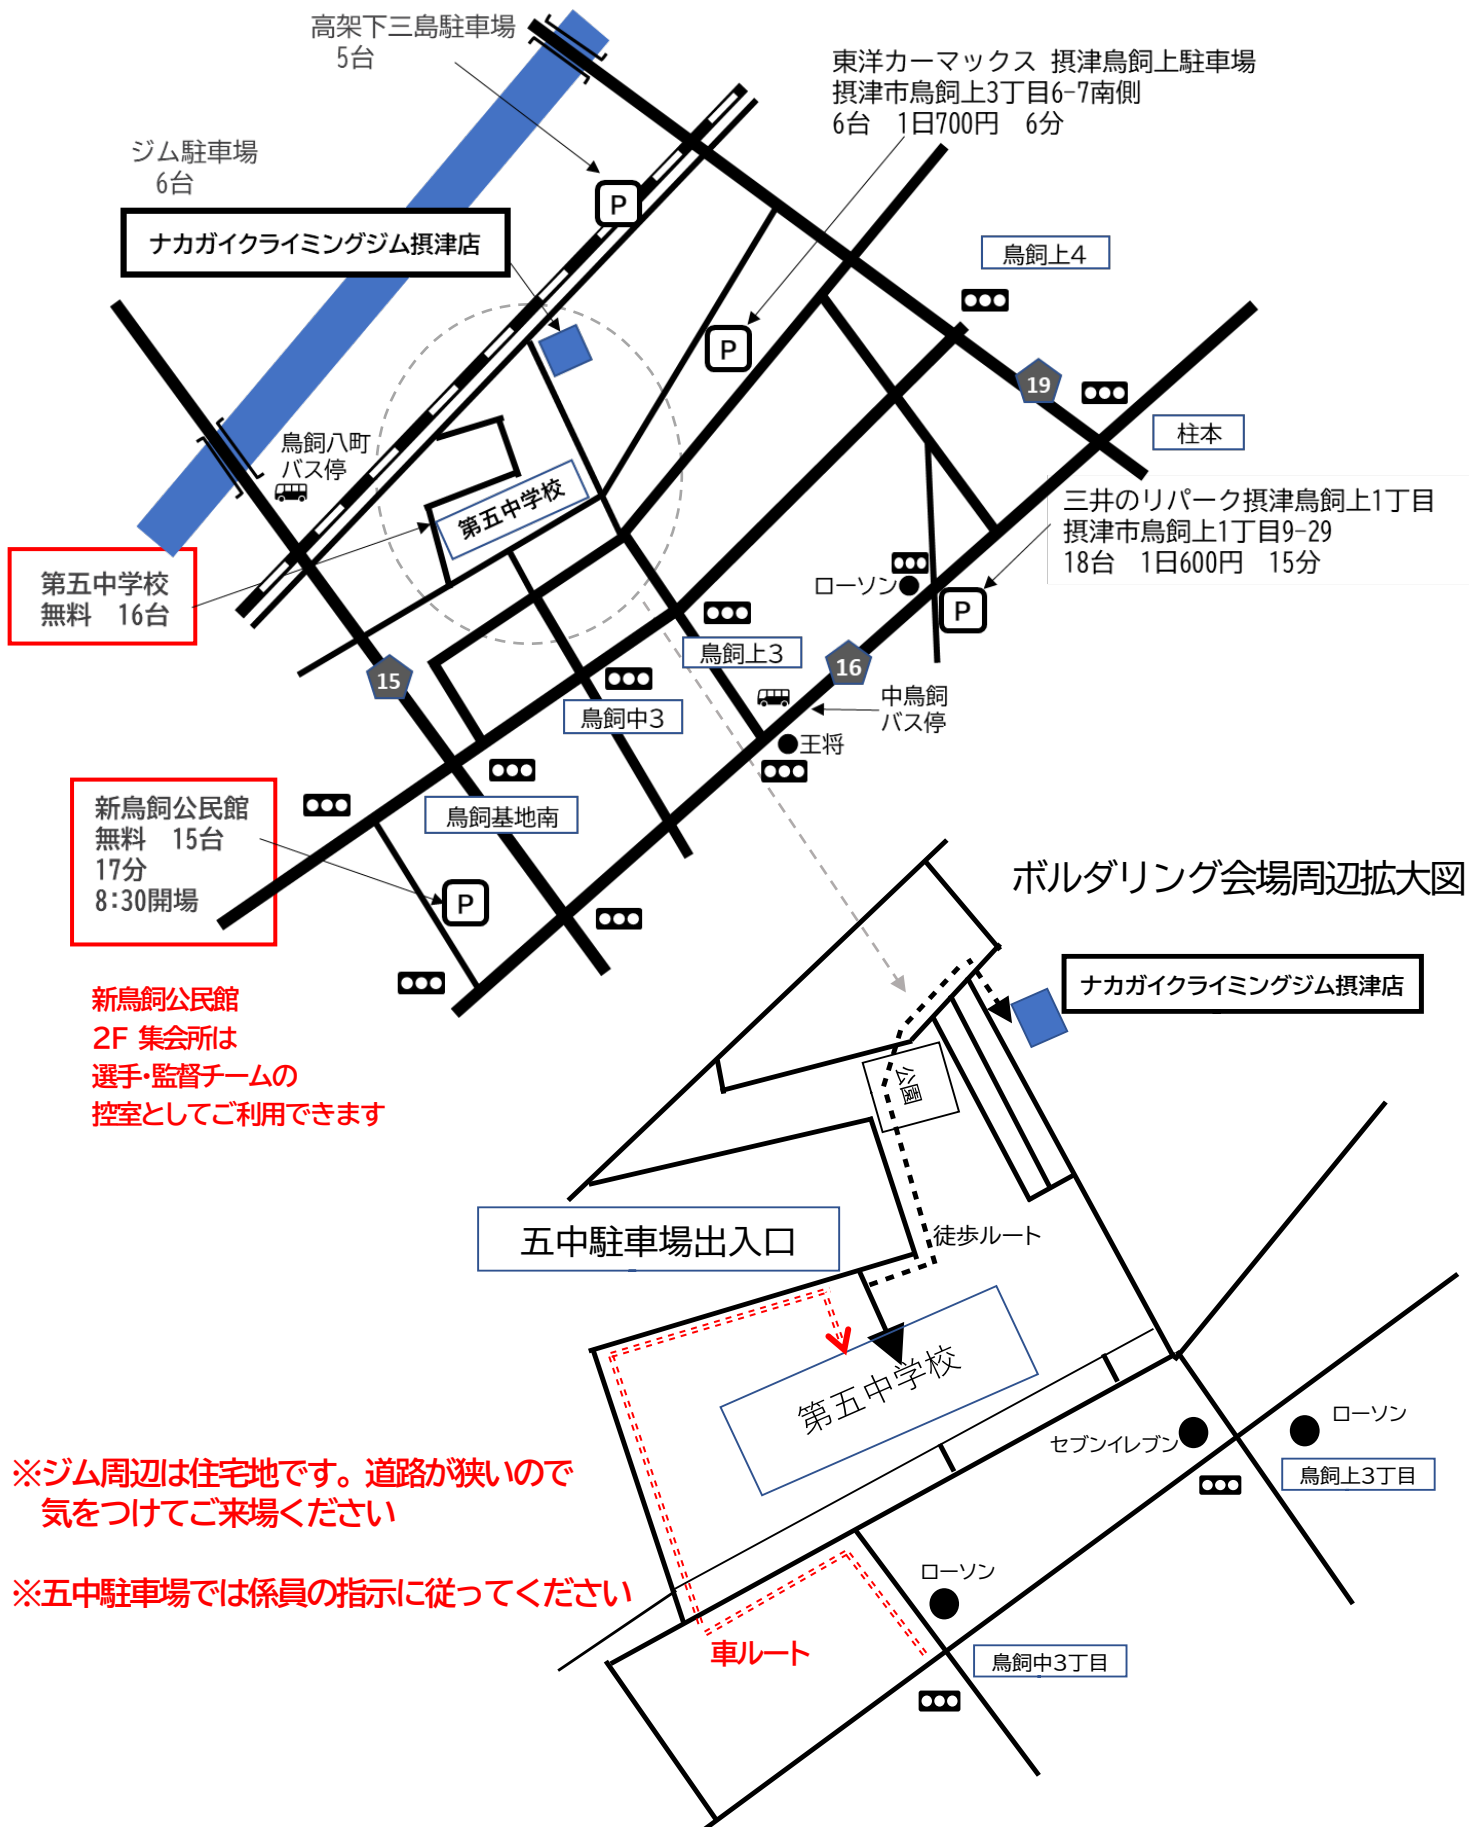 高架下三島駐車場
5台
東洋カーマックス 摂津鳥飼上駐車場
摂津市鳥飼上3丁目6-7南側
6台　1日700円　6分
ジム駐車場
6台
P
ナカガイクライミングジム摂津店
鳥飼上4
P
19
柱本
鳥飼八町
バス停
第五中学校
三井のリパーク摂津鳥飼上1丁目
摂津市鳥飼上1丁目9-29
18台　1日600円　15分
第五中学校
無料　16台
ローソン
P
鳥飼上3
16
15
中鳥飼
バス停
鳥飼中3
王将
新鳥飼公民館
無料　15台
17分
8:30開場
鳥飼基地南
P
ボルダリング会場周辺拡大図
新鳥飼公民館
2F 集会所は
選手・監督チームの
控室としてご利用できます
ナカガイクライミングジム摂津店
公園
五中駐車場出入口
徒歩ルート
第五中学校
セブンイレブン
ローソン
鳥飼上3丁目
※ジム周辺は住宅地です。道路が狭いので
気をつけてご来場ください
※五中駐車場では係員の指示に従ってください
ローソン
車ルート
鳥飼中3丁目